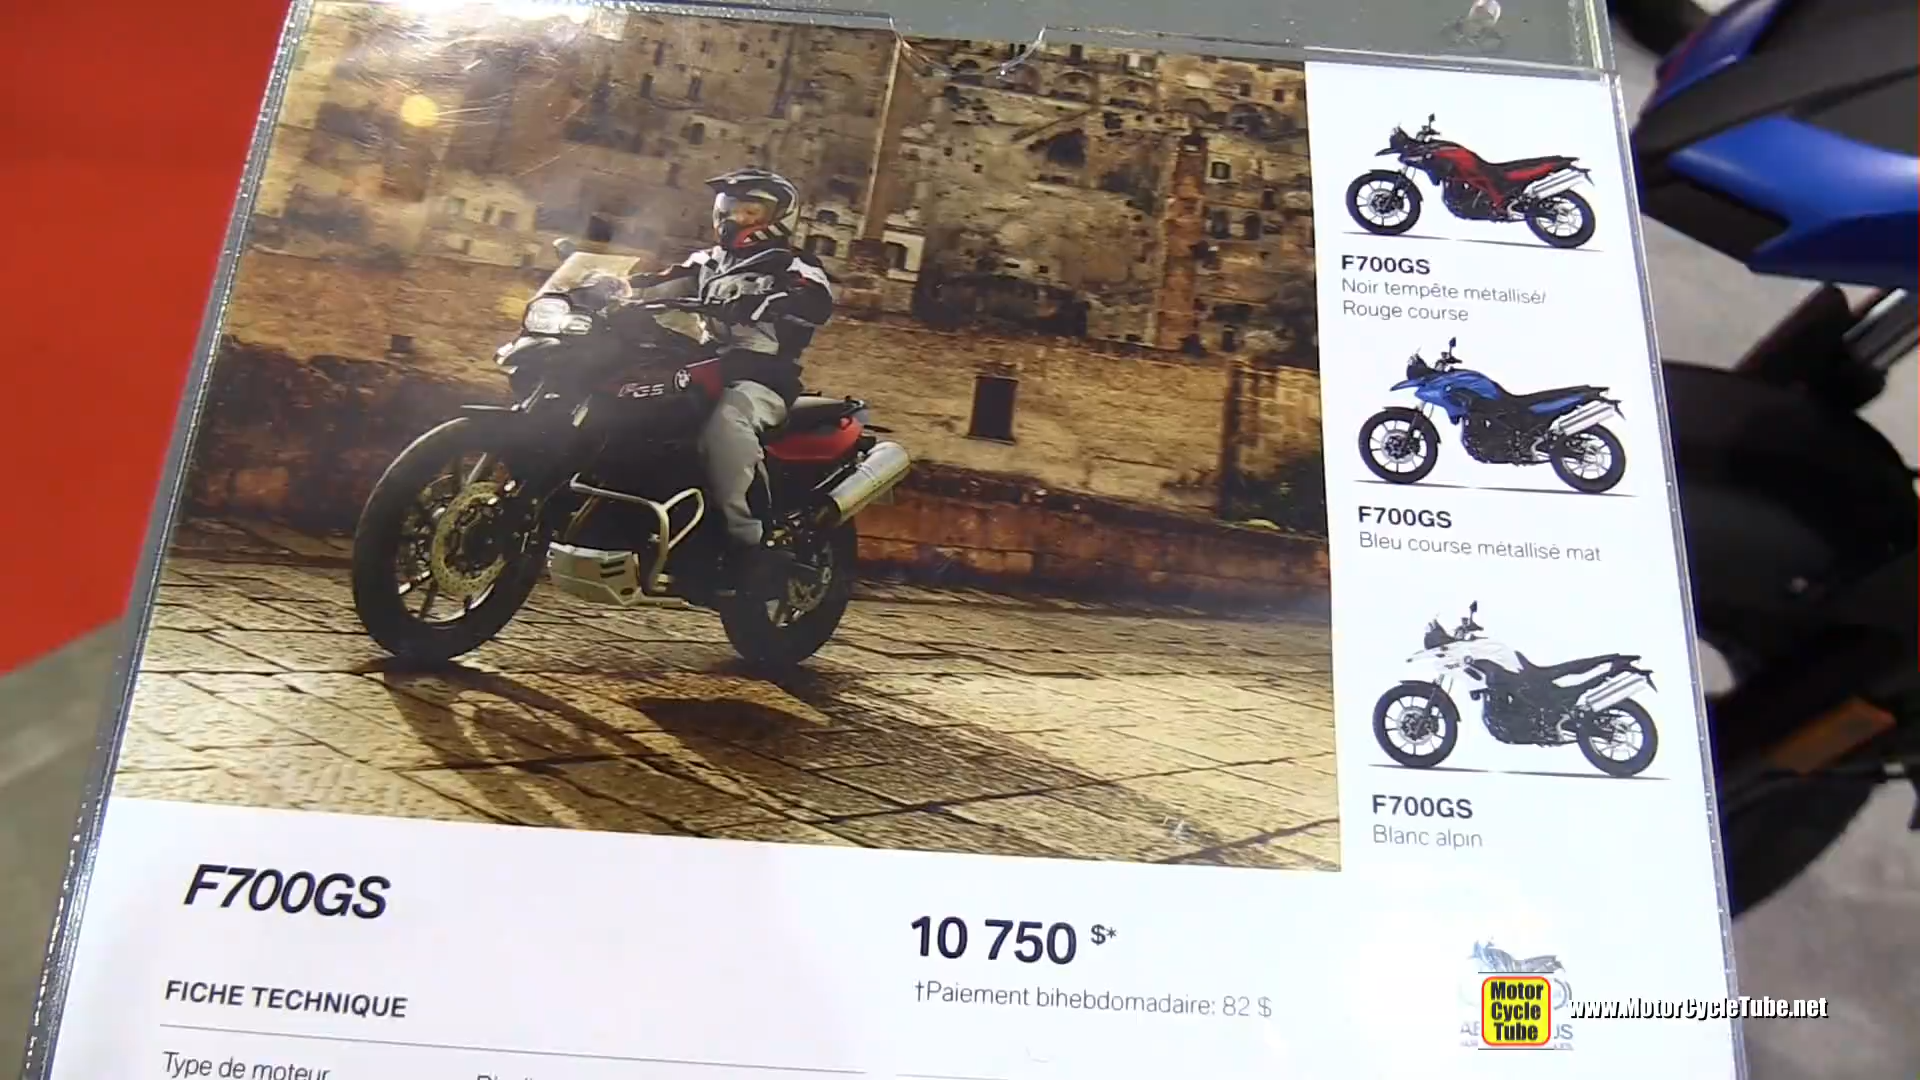 F700GS
Noir tempête métallisé/
Rouge course
F700GS
Bleu course métallisé mat
F700GS
Blanc alpin
F700GS
10 750 $*
†Paiement bihebdomadaire: 82 $
FICHE TECHNIQUE
Type de moteur
Motor
Cycle
Tube
www.MotorCycleTube.net